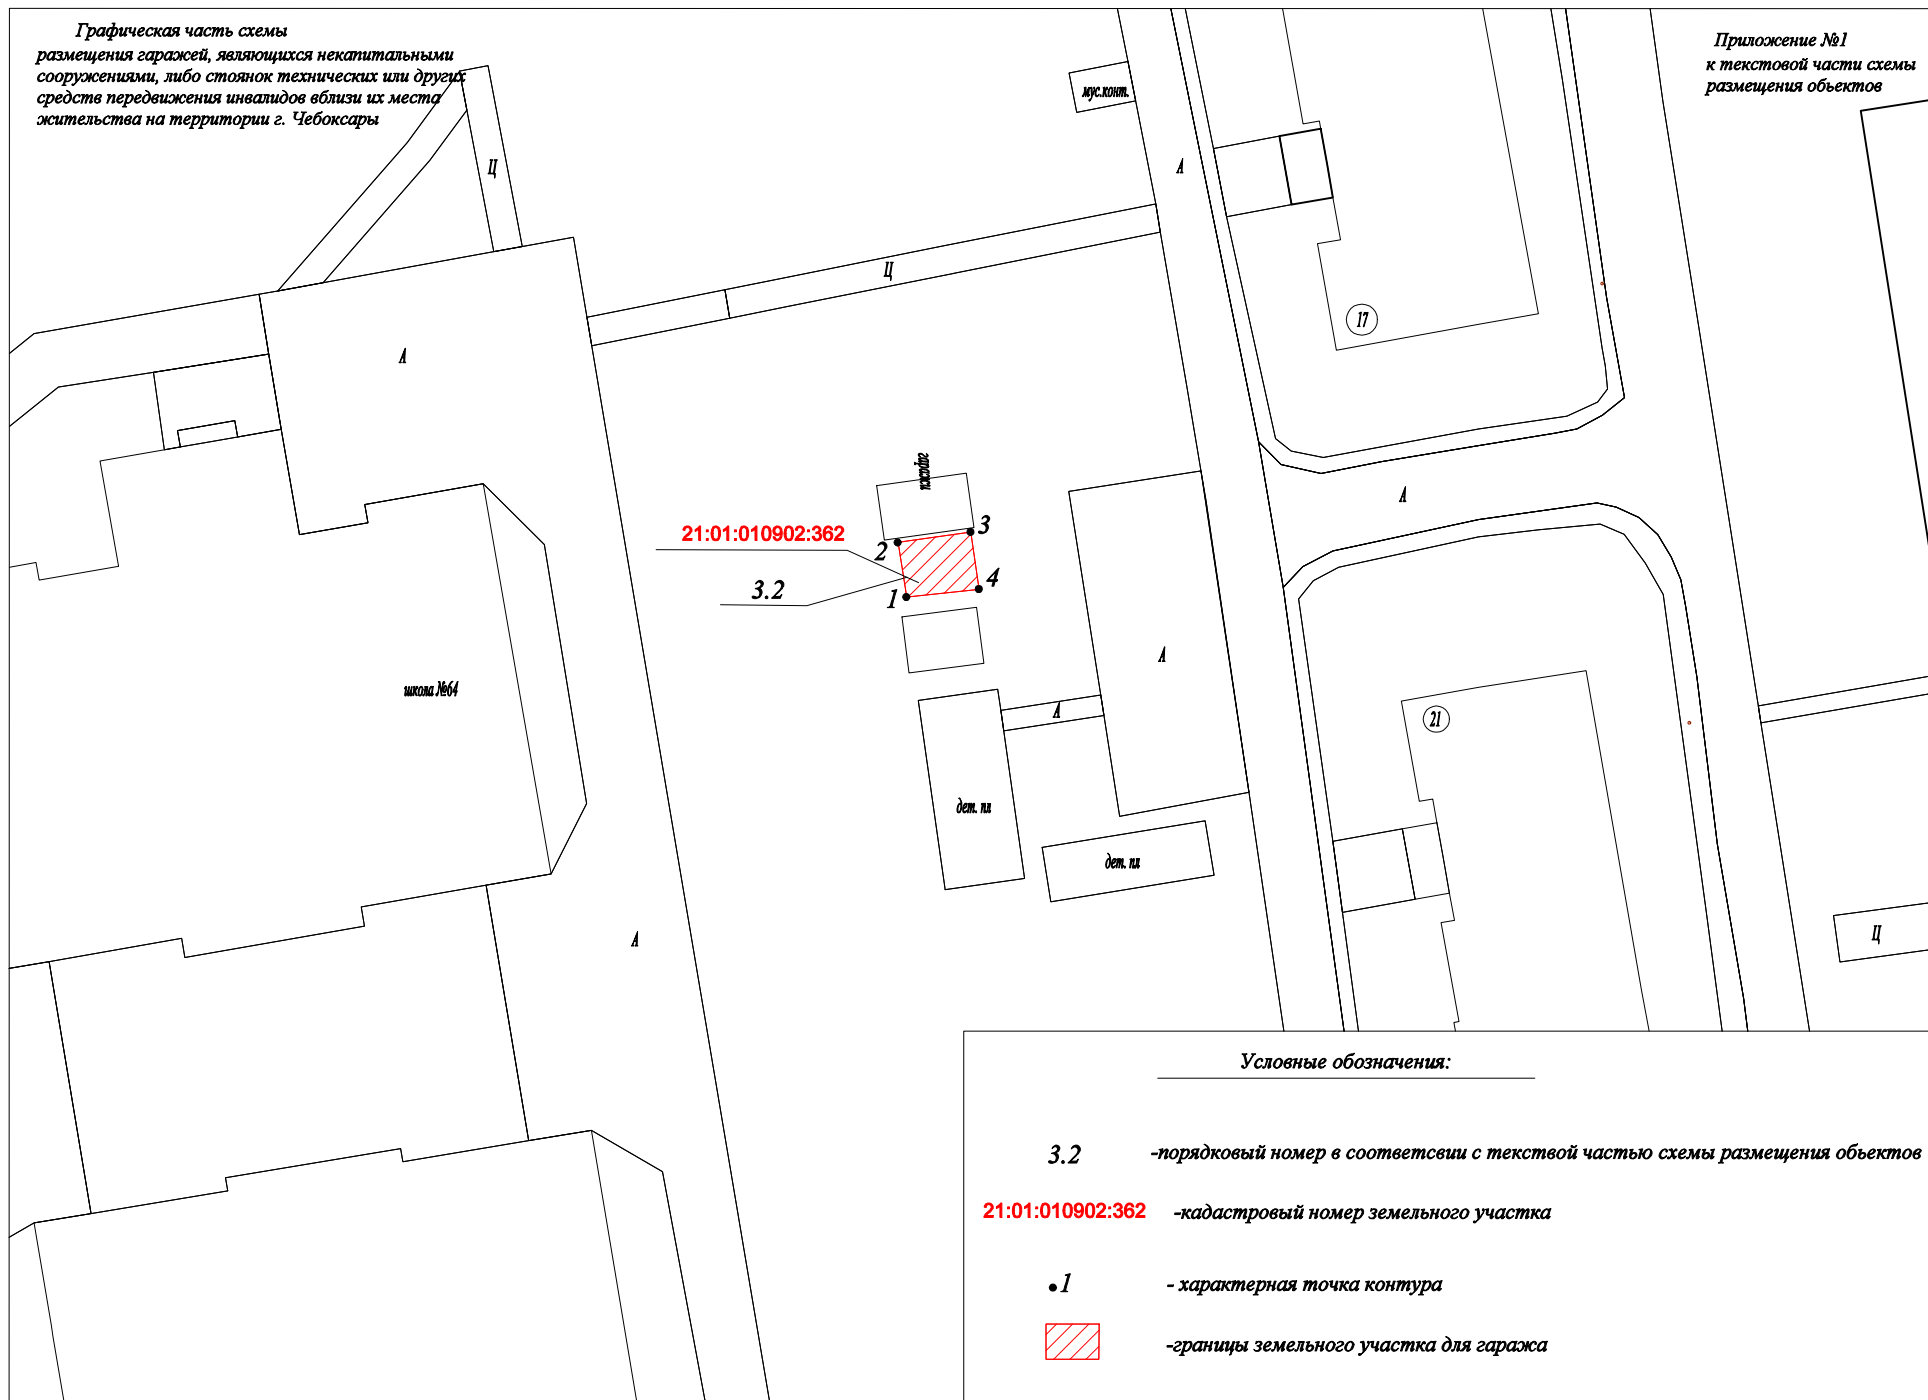 Графическая часть схемы
размещения гаражей, являющихся некапитальными
сооружениями, либо стоянок технических или других
средств передвижения инвалидов вблизи их места
жительства на территории г. Чебоксары
Приложение №1
к текстовой части схемы
размещения объектов
мус.конт.
Ц
А
Ц
17
А
гаражи
А
21:01:010902:362
3
2
3.2
4
1
А
школа №64
А
21
дет. пл
дет. пл
А
Ц
Условные обозначения:
3.2 -порядковый номер в соответсвии с текствой частью схемы размещения объектов
21:01:010902:362 -кадастровый номер земельного участка
1 - характерная точка контура
-границы земельного участка для гаража